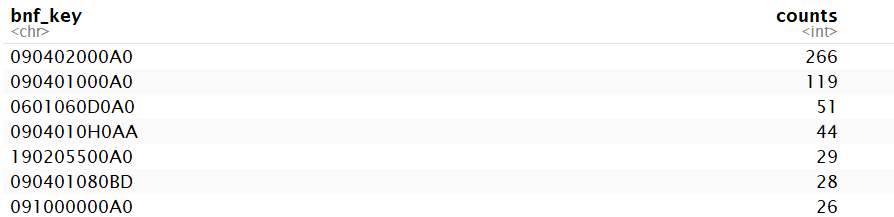 bnf_key counts
<chr> <int>
090402000A0 266
090401000A0 119
0601060D0A0 51
0904010H0AA 44
190205500A0 29
090401080BD 28
091000000A0 26